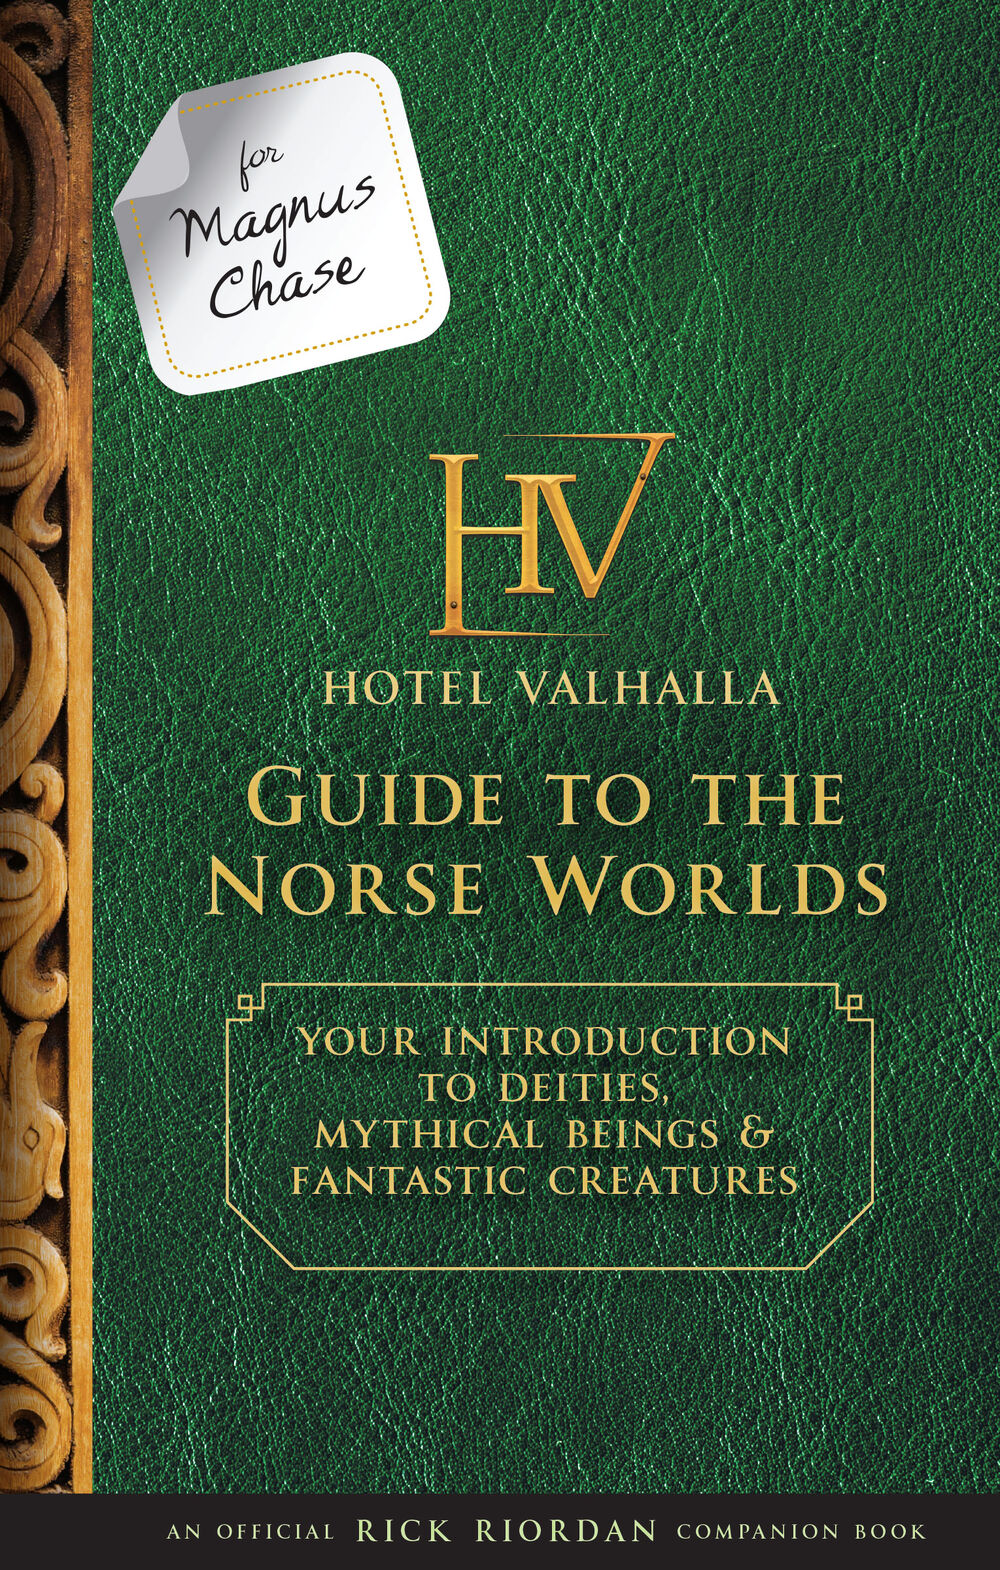 for
Magnus
Chase
HV
HOTEL VALHALLA
GUIDE TO THE
NORSE WORLDS
YOUR INTRODUCTION
TO DEITIES,
MYTHICAL BEINGS &
FANTASTIC CREATURES
AN OFFICIAL RICK RIORDAN COMPANION BOOK